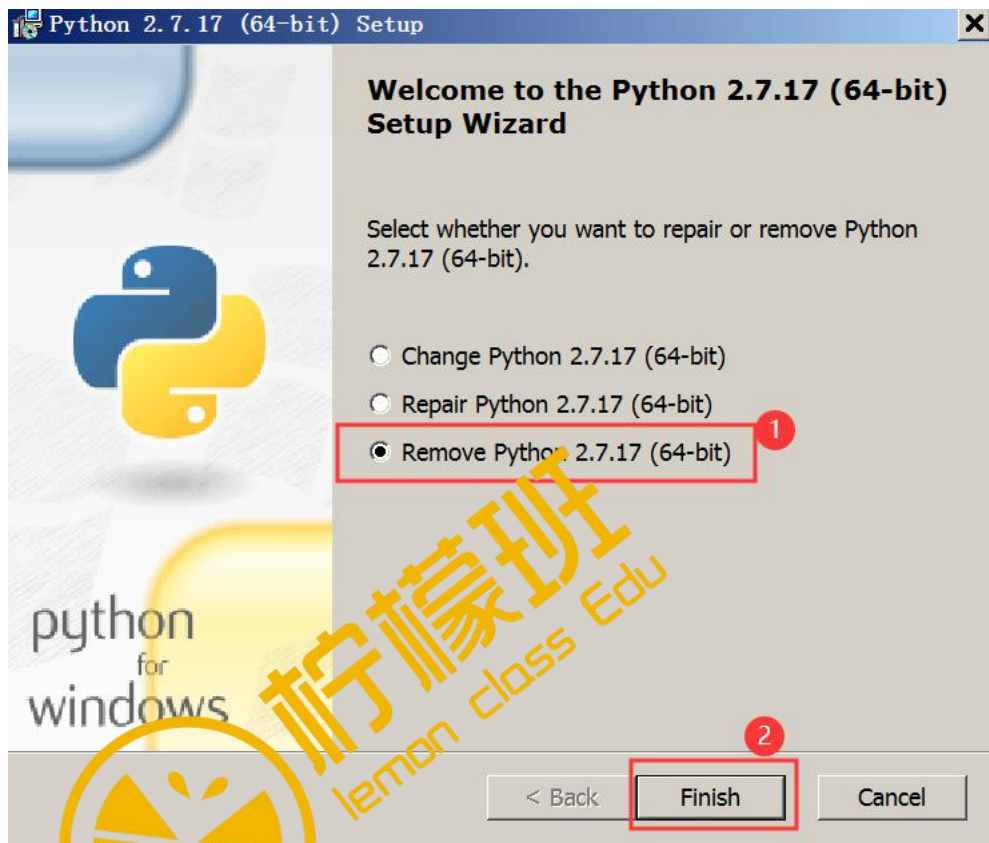 Python 2.7.17 (64-bit) Setup
Welcome to the Python 2.7.17 (64-bit)
Setup Wizard
Select whether you want to repair or remove Python
2.7.17 (64-bit).
Change Python 2.7.17 (64-bit)
Repair Python 2.7.17 (64-bit)
1
Remove Python 2.7.17 (64-bit)
柠檬班
lemon class Edu
python
for
windows
2
< Back
Finish
Cancel